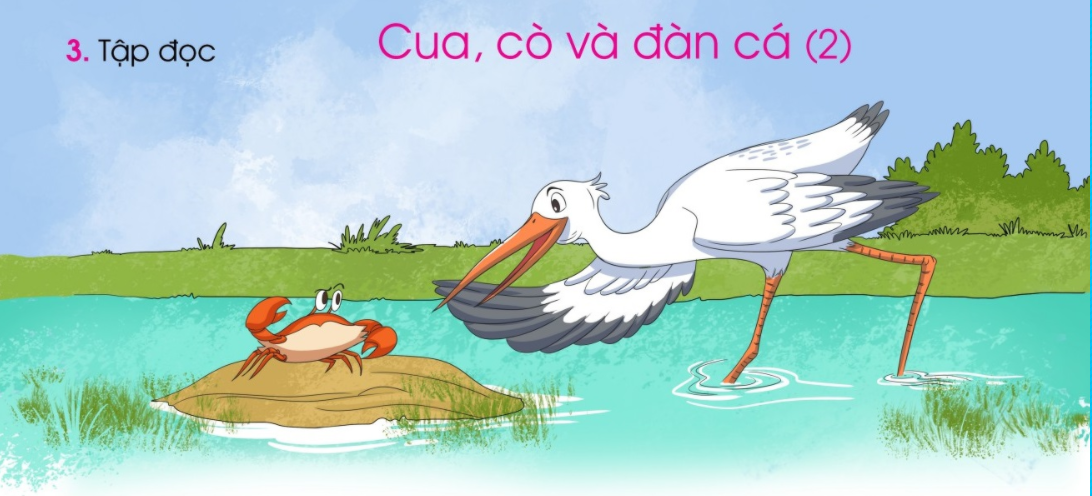 3. Tập đọc
Cua, cò và đàn cá (2)